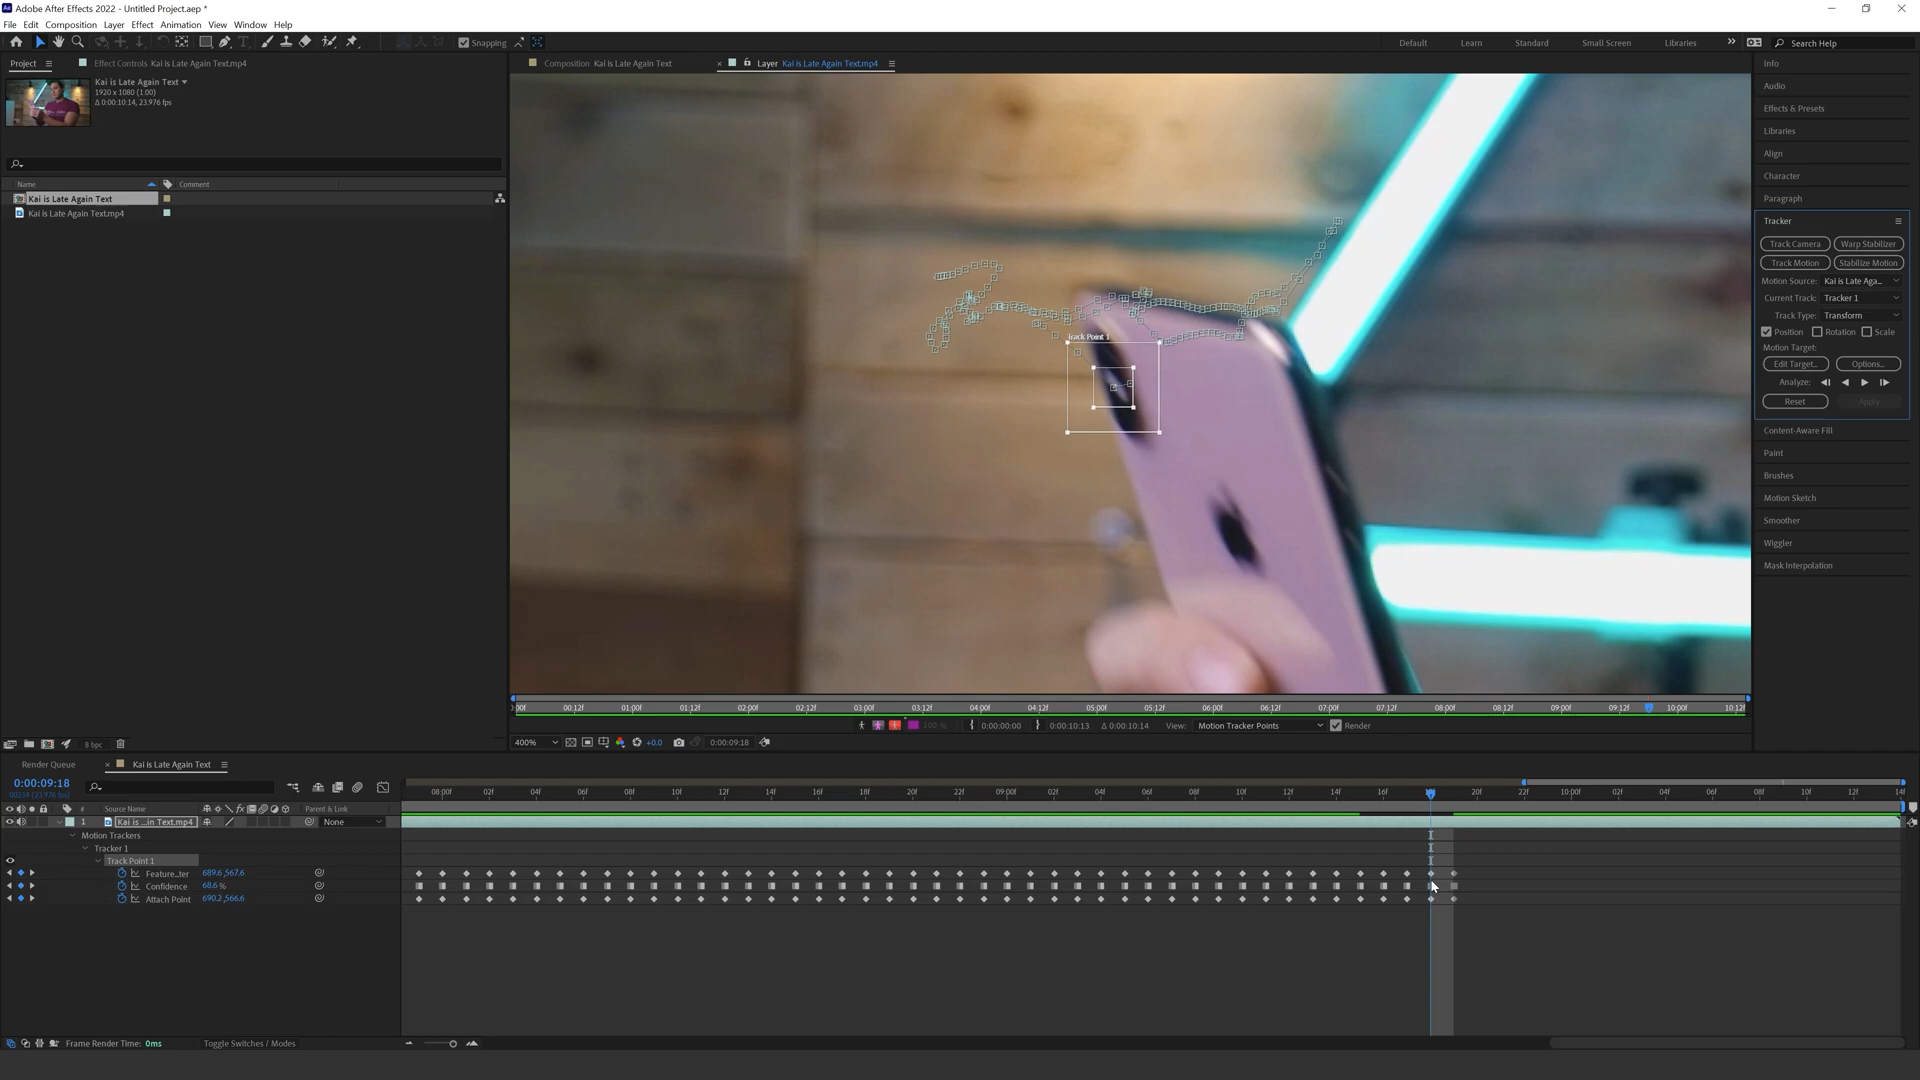 Adobe After Effects 2022 - Untitled Project.aep *
File Edit Composition Layer Effect Animation View Window Help
Snapping
Default Learn Standard Small Screen Libraries
Search Help
Project
Effect Controls Kai is Late Again Text.mp4
Composition Kai is Late Again Text
Layer Kai is Late Again Text.mp4
Kai is Late Again Text
1920 x 1080 (1.00)
Δ 0:00:10:14, 23.976 fps
Name Comment
Kai is Late Again Text
Kai is Late Again Text.mp4
8 bpc
Track Point 1
:00f 00:12f 01:00f 01:12f 02:00f 02:12f 03:00f 03:12f 04:00f 04:12f 05:00f 05:12f 06:00f 06:12f 07:00f 07:12f 08:00f 08:12f 09:00f 09:12f 10:00f 10:12f
100 % 0:00:00:00 0:00:10:13 Δ 0:00:10:14 View: Motion Tracker Points Render
400% +0.0 0:00:09:18
Info
Audio
Effects & Presets
Libraries
Align
Character
Paragraph
Tracker
Track Camera Warp Stabilizer
Track Motion Stabilize Motion
Motion Source: Kai is Late Aga...
Current Track: Tracker 1
Track Type: Transform
Position Rotation Scale
Motion Target:
Edit Target... Options...
Analyze:
Reset Apply
Content-Aware Fill
Paint
Brushes
Motion Sketch
Smoother
Wiggler
Mask Interpolation
Render Queue Kai is Late Again Text
0:00:09:18
00234 (23.976 fps)
08:00f 02f 04f 06f 08f 10f 12f 14f 16f 18f 20f 22f 09:00f 02f 04f 06f 08f 10f 12f 14f 16f 20f 22f 10:00f 02f 04f 06f 08f 10f 12f 14f
# Source Name fx Parent & Link
1 Kai is ...in Text.mp4 None
Motion Trackers
Tracker 1
Track Point 1
Feature...ter 689.6,567.6
Confidence 68.6 %
Attach Point 690.2,566.6
Frame Render Time: 0ms
Toggle Switches / Modes